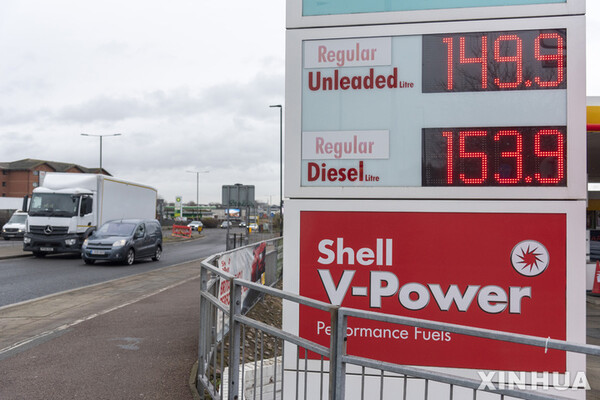 Regular
Unleaded Litre 149.9
Regular
Diesel Litre 153.9
Shell
V-Power
Performance Fuels
XINHUA